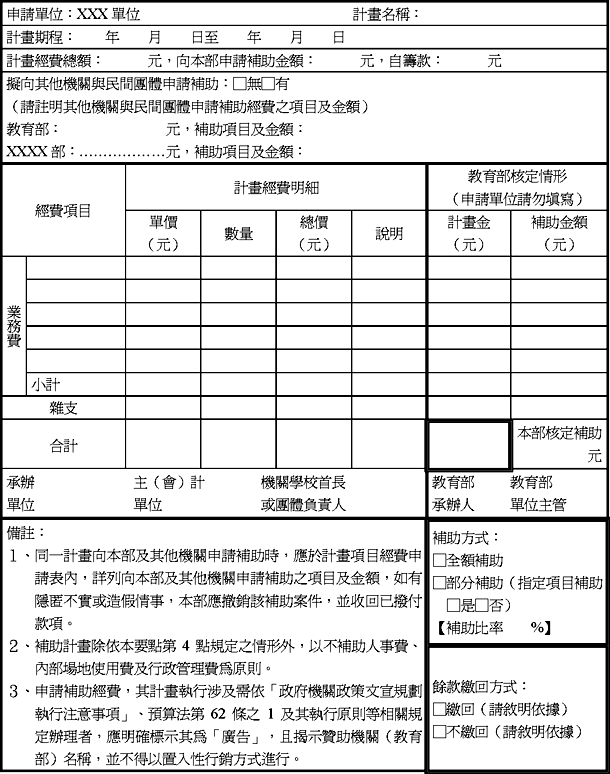 申請單位：XXX 單位 計畫名稱：
計畫期程： 年 月 日至 年 月 日
計畫經費總額： 元，向本部申請補助金額： 元，自籌款： 元
擬向其他機關與民間團體申請補助：□無□有
（請註明其他機關與民間團體申請補助經費之項目及金額）
教育部： 元，補助項目及金額：
XXXX 部：………………元，補助項目及金額：
經費項目
計畫經費明細
教育部核定情形
（申請單位請勿填寫）
單價
（元）
數量
總價
（元）
說明
計畫金
（元）
補助金額
（元）
業務費
小計
雜支
合計
本部核定補助
元
承辦 主（會）計 機關學校首長 教育部 教育部
單位 單位 或團體負責人 承辦人 單位主管
備註：
1、同一計畫向本部及其他機關申請補助時，應於計畫項目經費申
請表內，詳列向本部及其他機關申請補助之項目及金額，如有
隱匿不實或造假情事，本部應撤銷該補助案件，並收回已撥付
款項。
2、補助計畫除依本要點第 4 點規定之情形外，以不補助人事費、
內部場地使用費及行政管理費為原則。
3、申請補助經費，其計畫執行涉及需依「政府機關政策文宣規劃
執行注意事項」、預算法第 62 條之 1 及其執行原則等相關規
定辦理者，應明確標示其為「廣告」，且揭示贊助機關（教育
部）名稱，並不得以置入性行銷方式進行。
補助方式：
□全額補助
□部分補助（指定項目補助
□是□否）
【補助比率 %】
餘款繳回方式：
□繳回（請敘明依據）
□不繳回（請敘明依據）